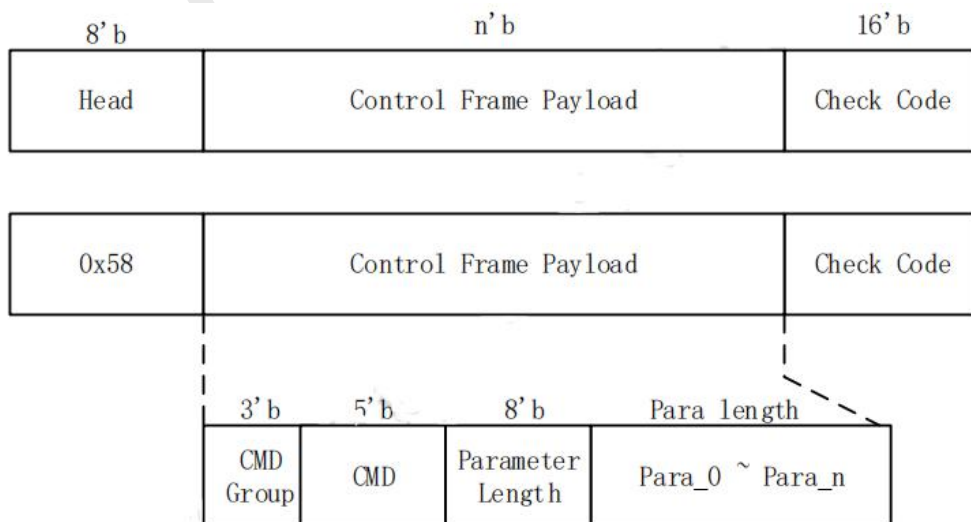 8'b n'b 16'b
Head Control Frame Payload Check Code
0x58 Control Frame Payload Check Code
3'b 5'b 8'b Para length
CMD Group CMD Parameter Length Para_0 ~ Para_n